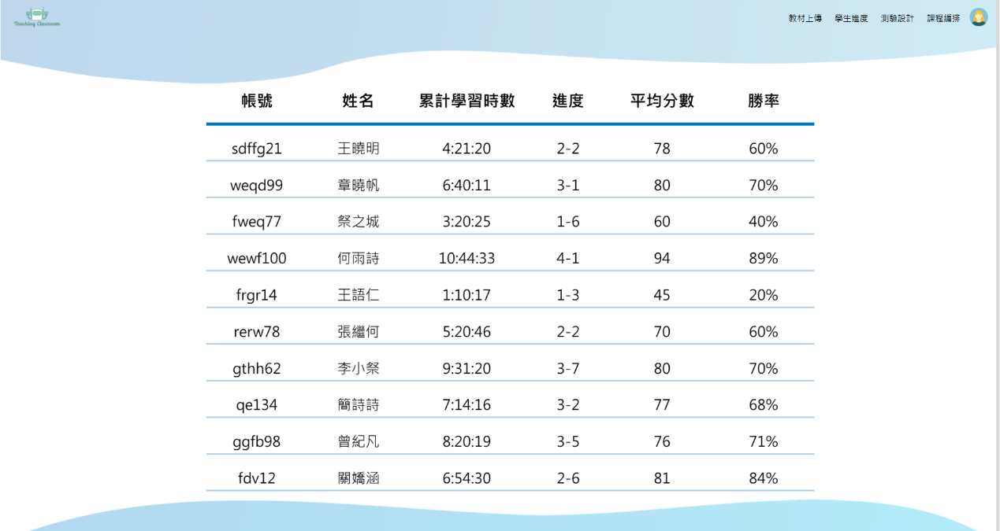 Teaching Classroom
教材上傳 學生進度 測驗設計 課程編排
帳號 姓名 累計學習時數 進度 平均分數 勝率
sdffg21 王曉明 4:21:20 2-2 78 60%
weqd99 章曉帆 6:40:11 3-1 80 70%
fweq77 祭之城 3:20:25 1-6 60 40%
wewf100 何雨詩 10:44:33 4-1 94 89%
frgr14 王語仁 1:10:17 1-3 45 20%
rerw78 張繼何 5:20:46 2-2 70 60%
gthh62 李小祭 9:31:20 3-7 80 70%
qe134 簡詩詩 7:14:16 3-2 77 68%
ggfb98 曾紀凡 8:20:19 3-5 76 71%
fdv12 關嬌涵 6:54:30 2-6 81 84%